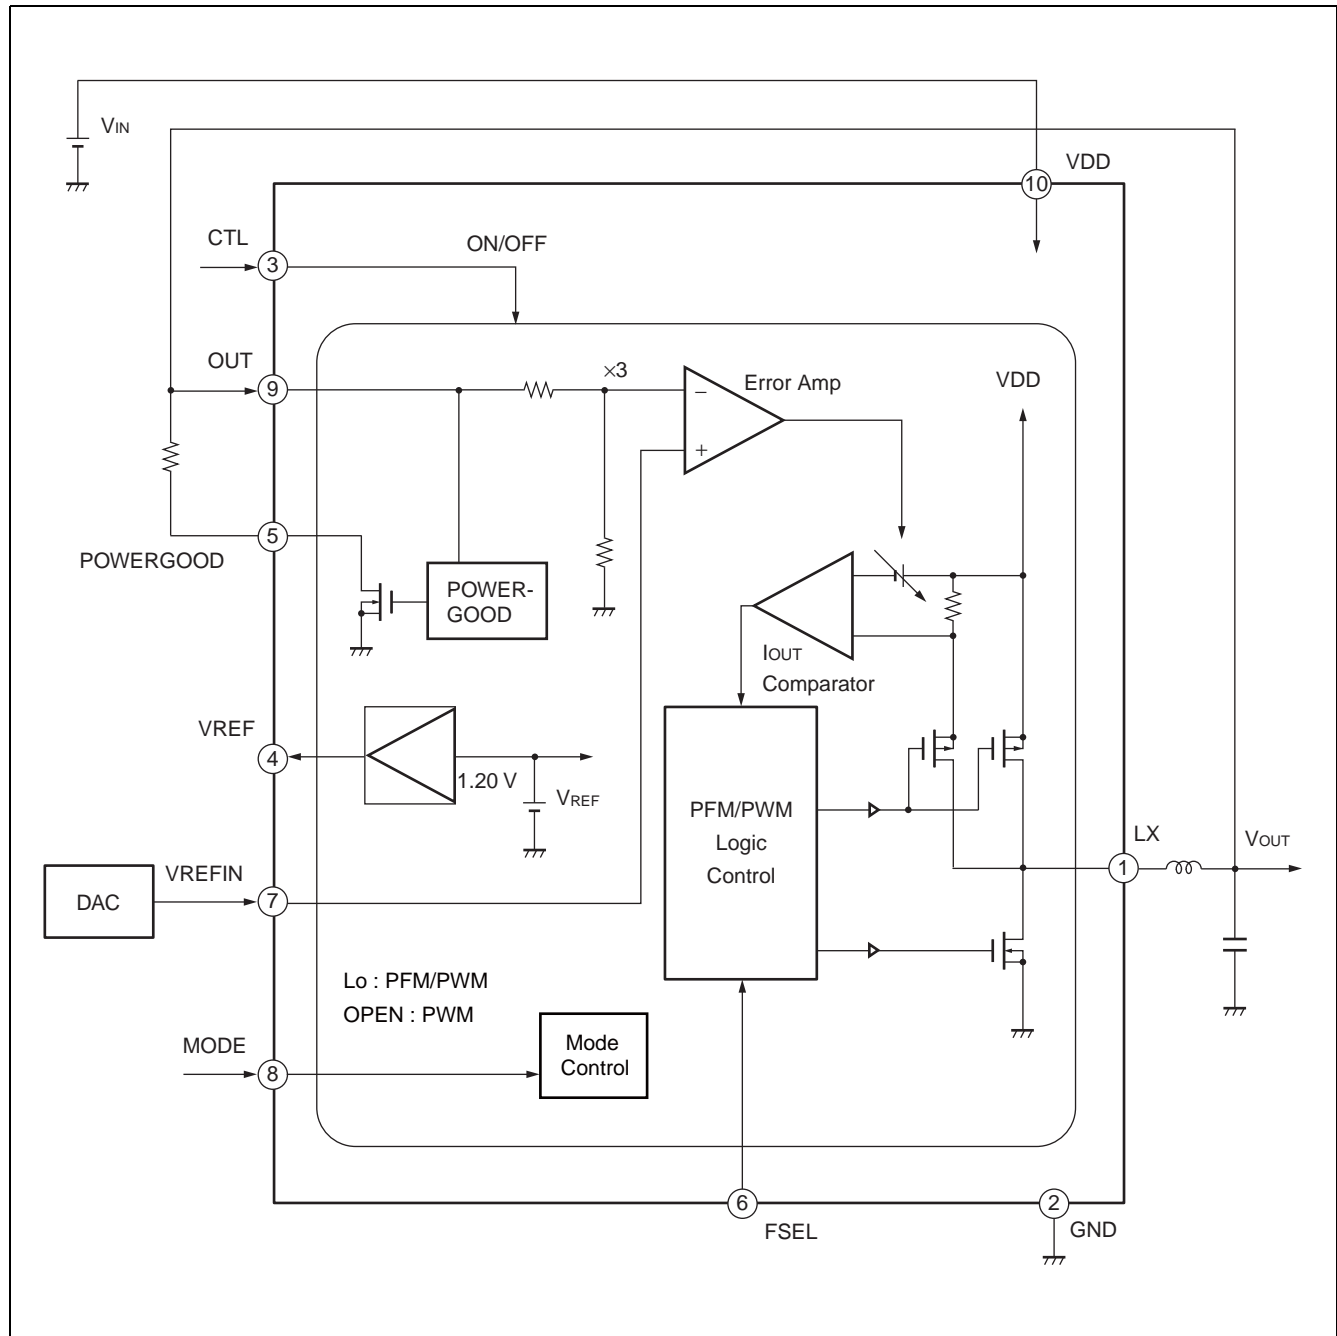 VIN
VDD
10
CTL
3
ON/OFF
OUT
9
×3
−
+
Error Amp
VDD
5
POWERGOOD
POWER-
GOOD
IOUT
Comparator
VREF
4
1.20 V
VREF
PFM/PWM
Logic
Control
LX
1
VOUT
DAC
VREFIN
7
Lo : PFM/PWM
OPEN : PWM
MODE
8
Mode
Control
6
FSEL
2
GND